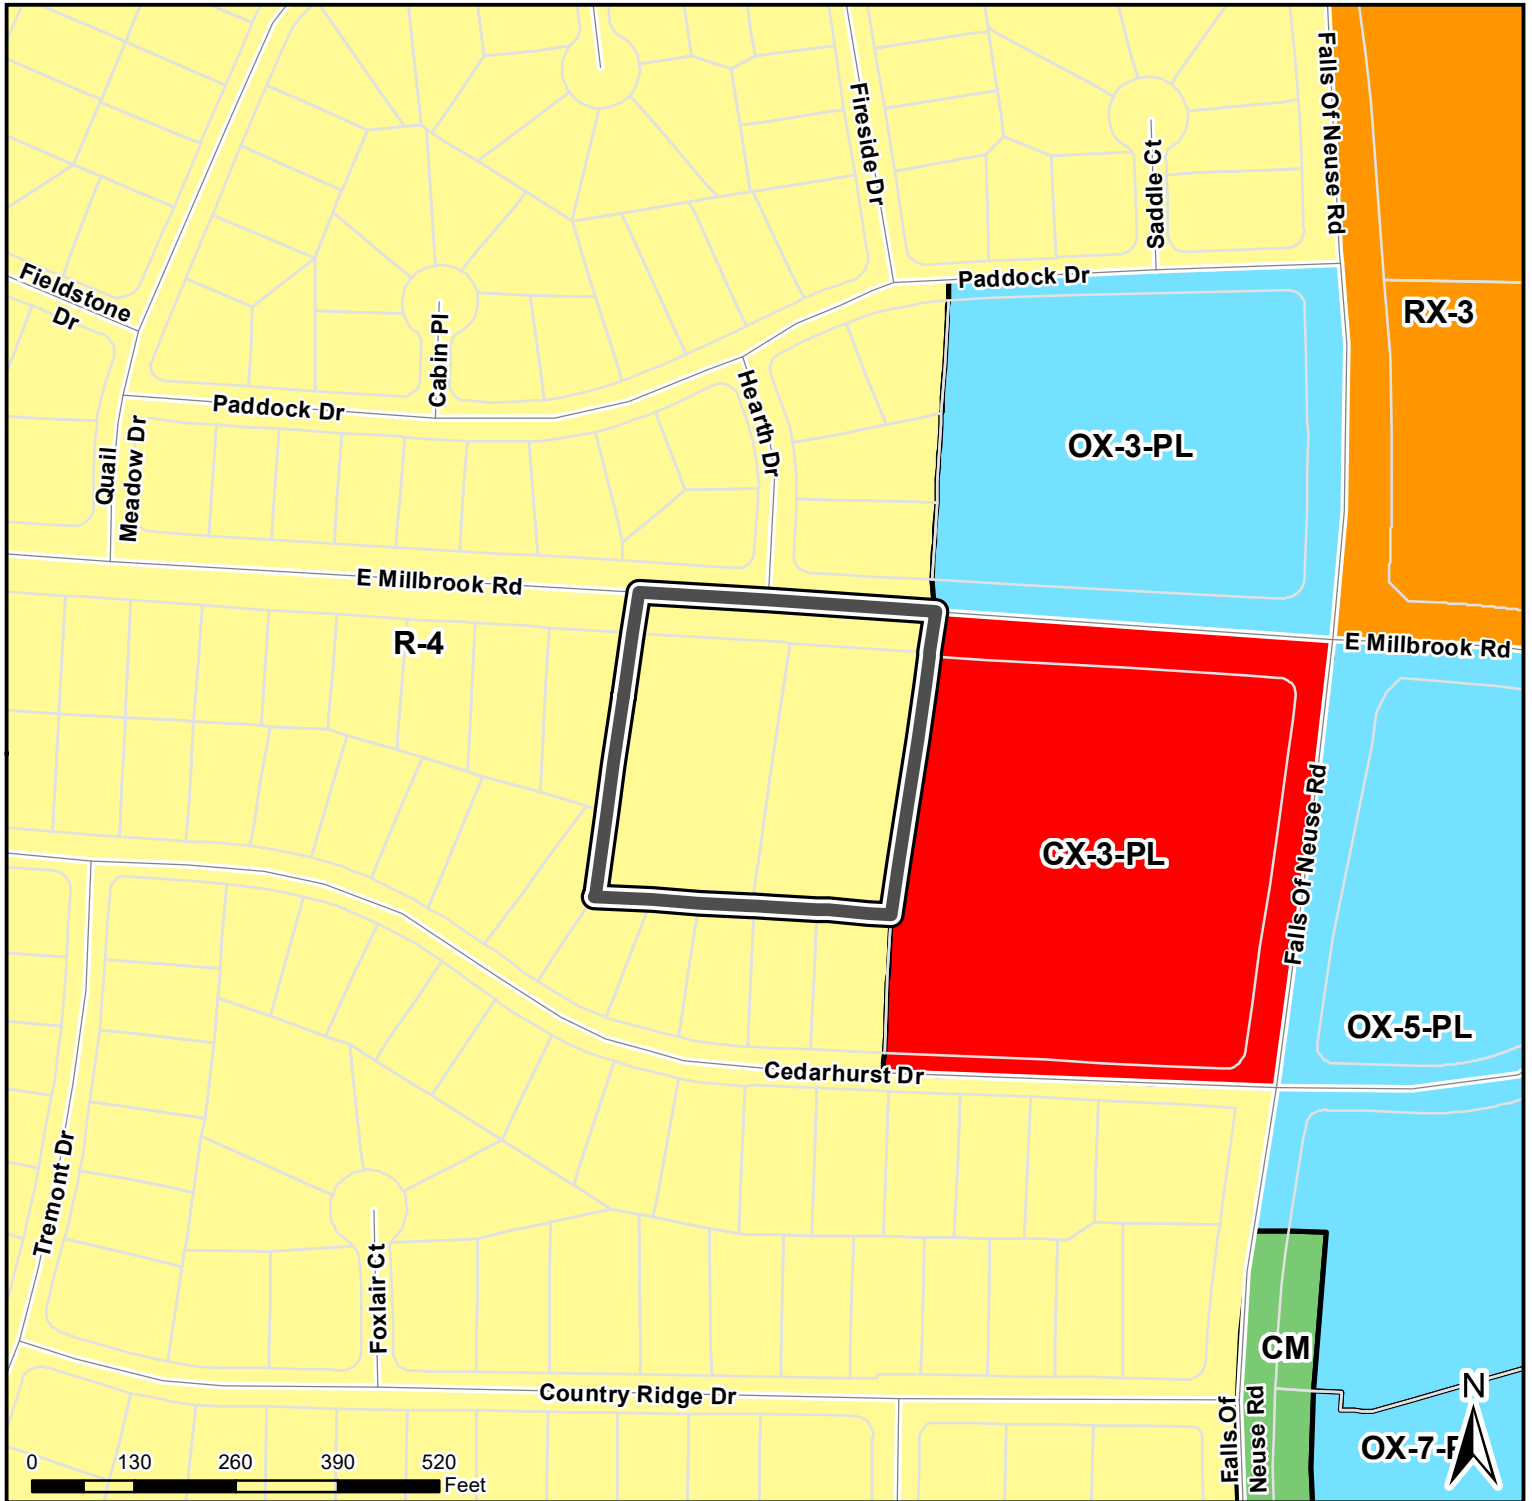 Falls Of Neuse Rd
Fireside Dr
Saddle Ct
Fieldstone
Dr
Paddock Dr
RX-3
Cabin Pl
Hearth Dr
Paddock Dr
OX-3-PL
Quail
Meadow Dr
E Millbrook Rd
R-4
E Millbrook Rd
Falls Of Neuse Rd
CX-3-PL
OX-5-PL
Cedarhurst Dr
Tremont Dr
Foxlair Ct
CM
Country Ridge Dr
Falls Of
Neuse Rd
N
OX-7-P
0 130 260 390 520
Feet